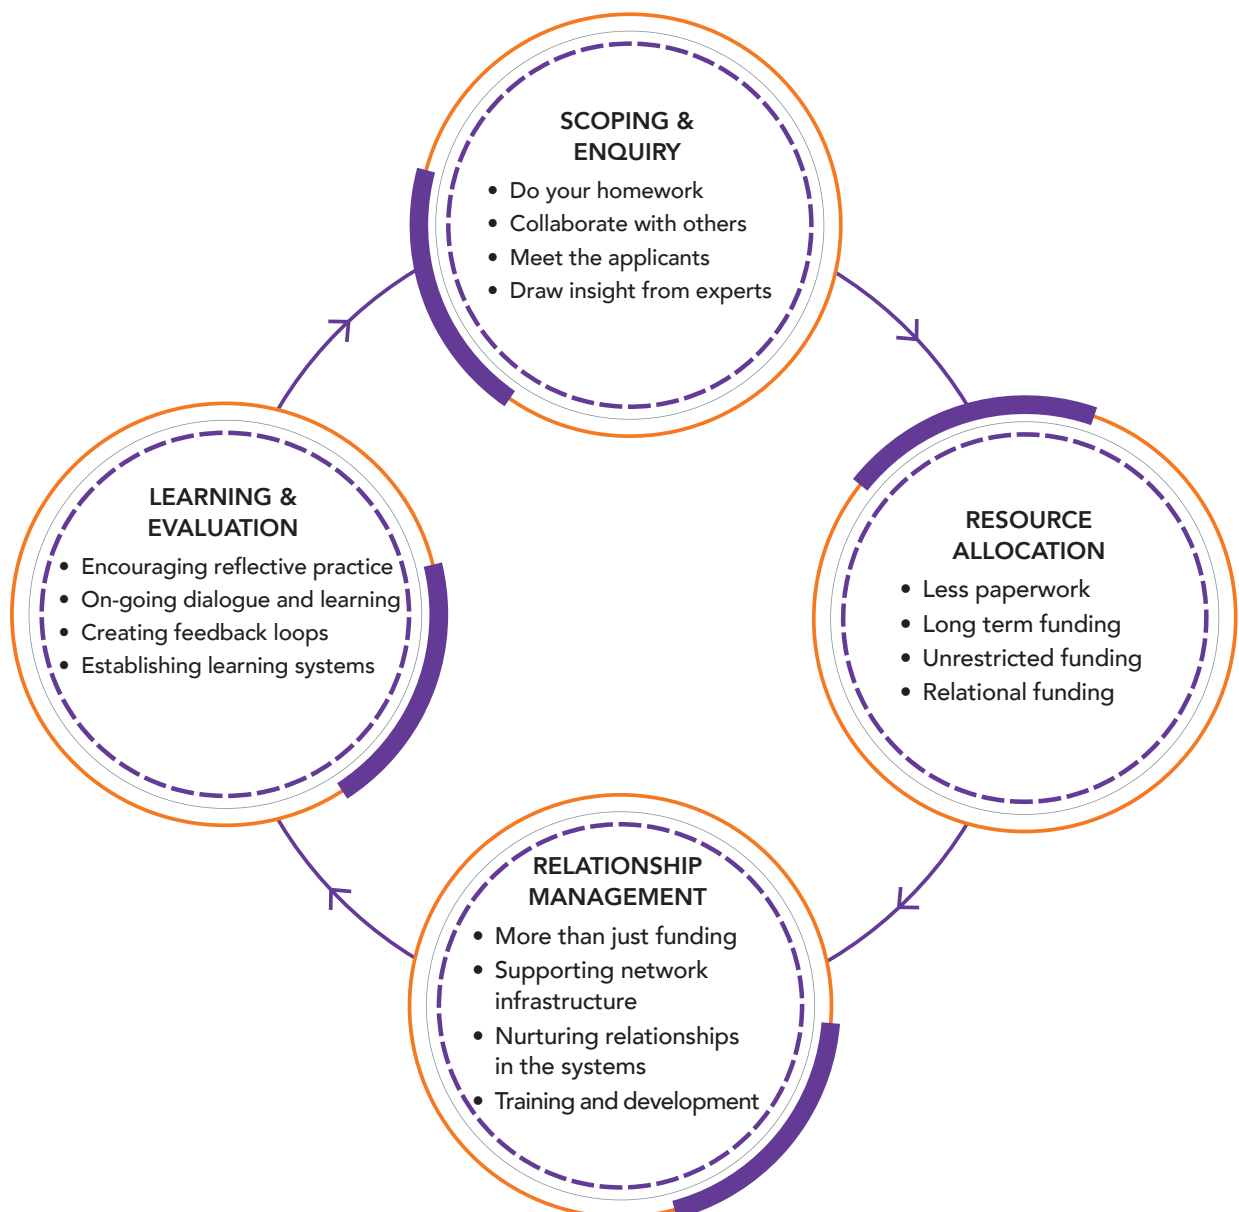 SCOPING &
ENQUIRY
• Do your homework
• Collaborate with others
• Meet the applicants
• Draw insight from experts
RESOURCE
ALLOCATION
• Less paperwork
• Long term funding
• Unrestricted funding
• Relational funding
RELATIONSHIP
MANAGEMENT
• More than just funding
• Supporting network
infrastructure
• Nurturing relationships
in the systems
• Training and development
LEARNING &
EVALUATION
• Encouraging reflective practice
• On-going dialogue and learning
• Creating feedback loops
• Establishing learning systems